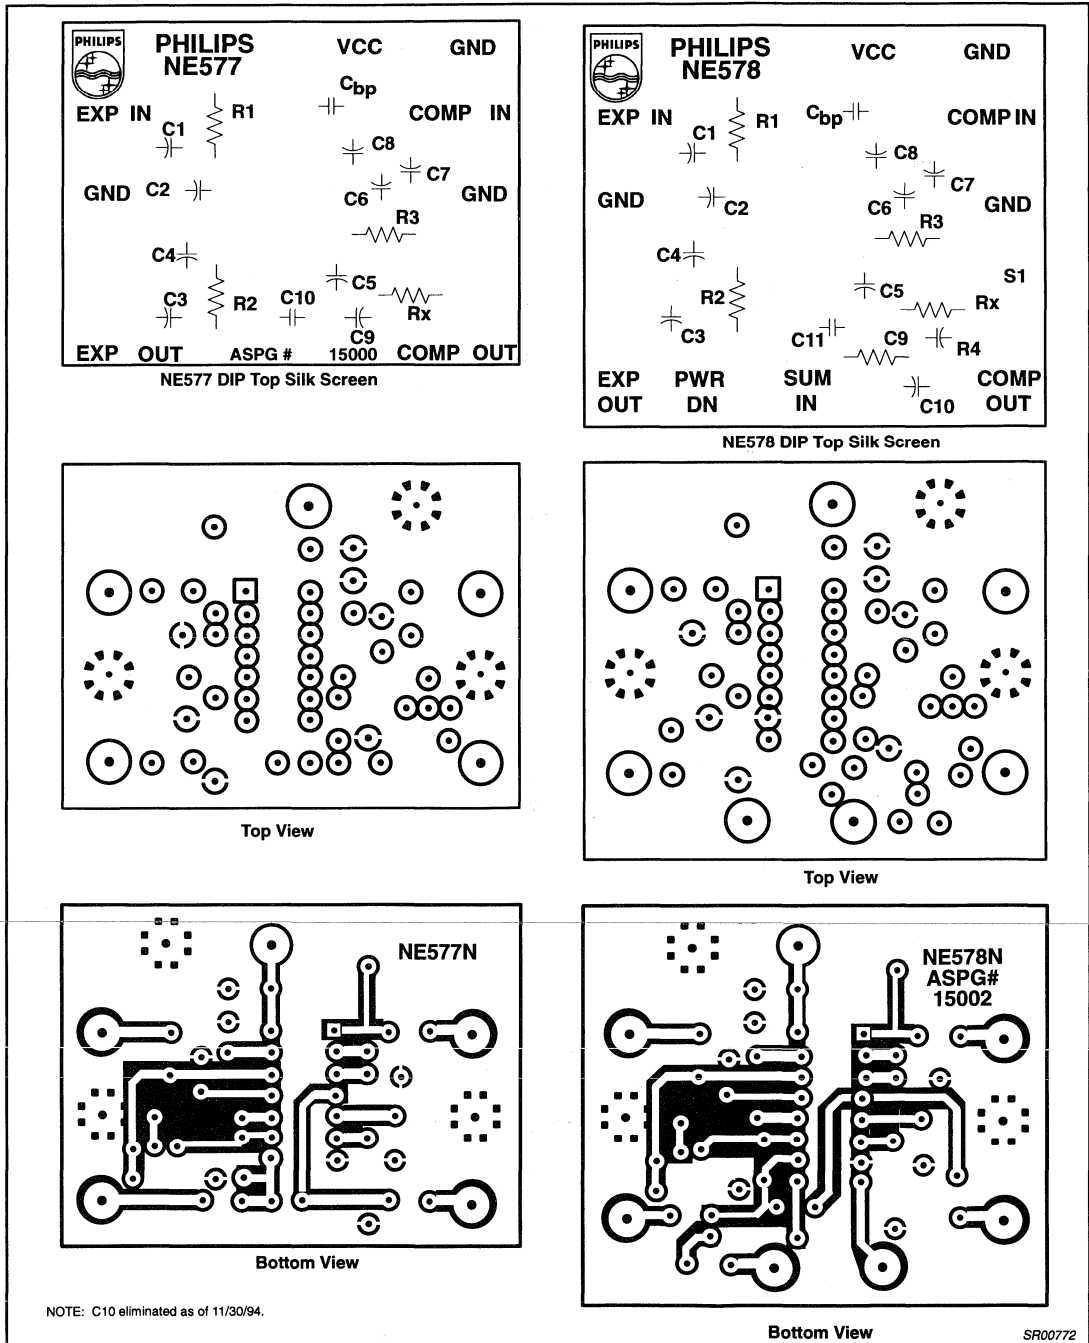 PHILIPS
PHILIPS
NE577
VCC
GND
Cbp
EXP IN
R1
COMP IN
C1
C8
C7
GND
C2
C6
GND
R3
C4
C5
C3
R2
C10
Rx
C9
EXP OUT
ASPG # 15000
COMP OUT
NE577 DIP Top Silk Screen
PHILIPS
PHILIPS
NE578
VCC
GND
EXP IN
C1
R1
Cbp
COMP IN
C8
C7
GND
C2
C6
GND
R3
C4
S1
R2
C5
Rx
C3
C11
C9
R4
EXP
OUT
PWR
DN
SUM
IN
C10
COMP
OUT
NE578 DIP Top Silk Screen
Top View
Top View
NE577N
Bottom View
NE578N
ASPG#
15002
Bottom View
NOTE: C10 eliminated as of 11/30/94.
SR00772